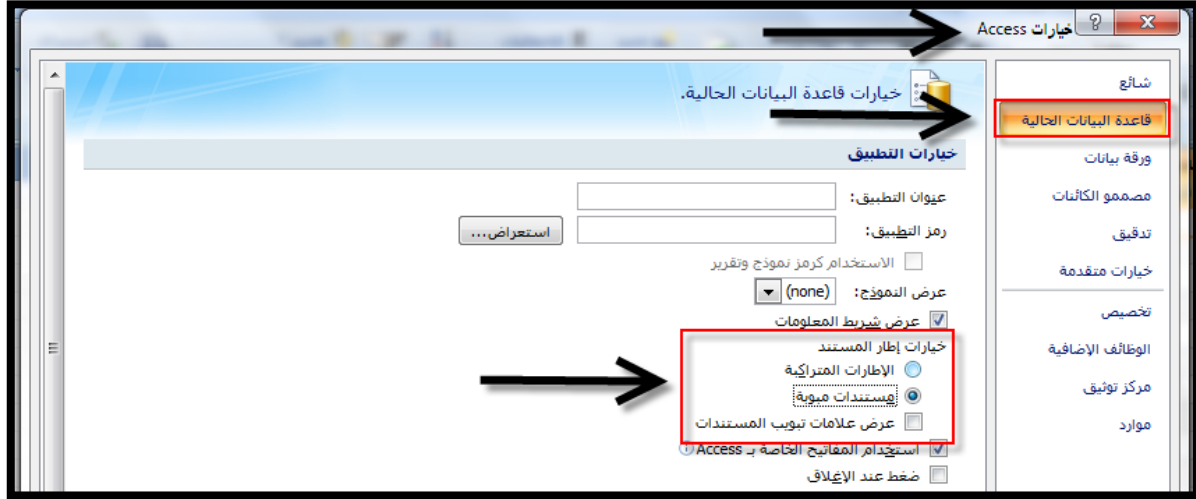 خيارات Access
شائع
قاعدة البيانات الحالية
ورقة بيانات
مصممو الكائنات
تدقيق
خيارات متقدمة
تخصيص
الوظائف الإضافية
مركز توثيق
موارد
خيارات قاعدة البيانات الحالية.
خيارات التطبيق
عنوان التطبيق:
رمز التطبيق:
استعراض...
الاستخدام كرمز نموذج وتقرير
عرض النموذج: (none)
عرض شريط المعلومات
خيارات إطار المستند
الإطارات المتراكبة
مستندات مبوبة
عرض علامات تبويب المستندات
استخدام المفاتيح الخاصة بـ Access
ضغط عند الإغلاق